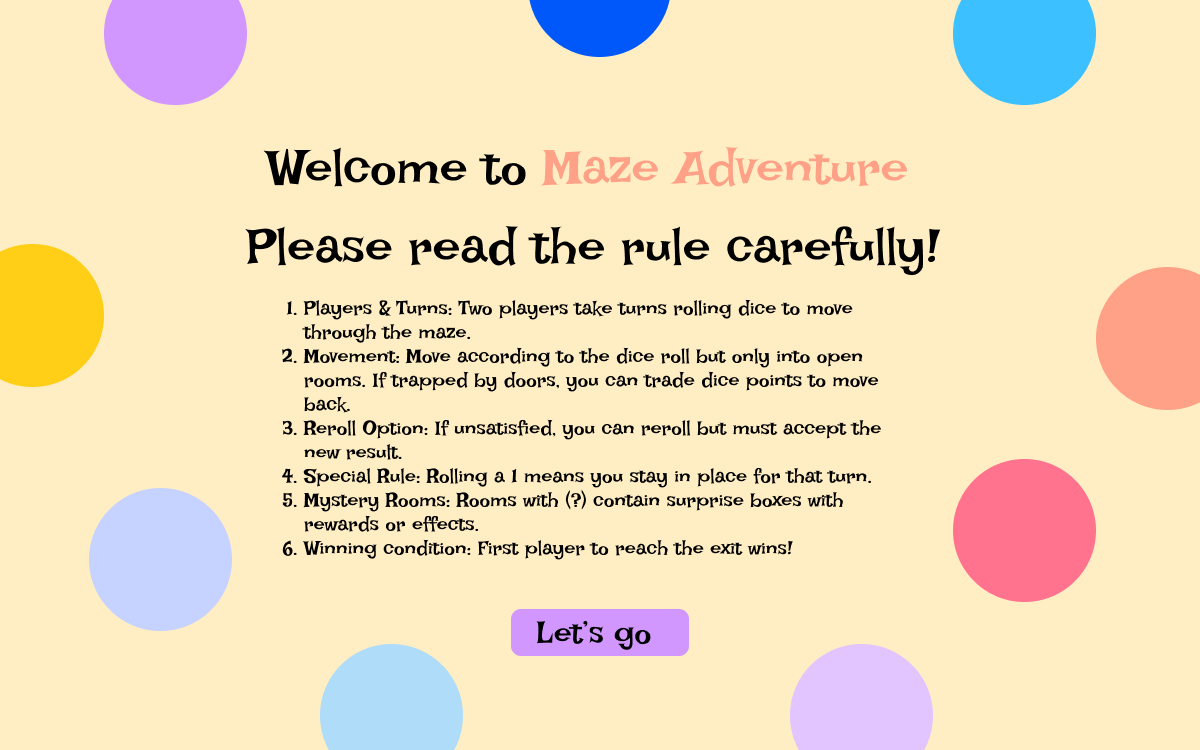 Welcome to Maze Adventure
Please read the rule carefully!
1. Players & Turns: Two players take turns rolling dice to move
through the maze.
2. Movement: Move according to the dice roll but only into open
rooms. If trapped by doors, you can trade dice points to move
back.
3. Reroll Option: If unsatisfied, you can reroll but must accept the
new result.
4. Special Rule: Rolling a 1 means you stay in place for that turn.
5. Mystery Rooms: Rooms with (?) contain surprise boxes with
rewards or effects.
6. Winning condition: First player to reach the exit wins!
Let's go